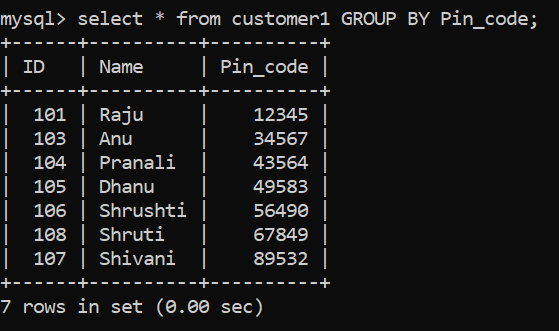 mysql> select * from customer1 GROUP BY Pin_code;
+------+----------+----------+
| ID   | Name     | Pin_code |
+------+----------+----------+
|  101 | Raju     |    12345 |
|  103 | Anu      |    34567 |
|  104 | Pranali  |    43564 |
|  105 | Dhanu    |    49583 |
|  106 | Shrushti |    56490 |
|  108 | Shruti   |    67849 |
|  107 | Shivani  |    89532 |
+------+----------+----------+
7 rows in set (0.00 sec)